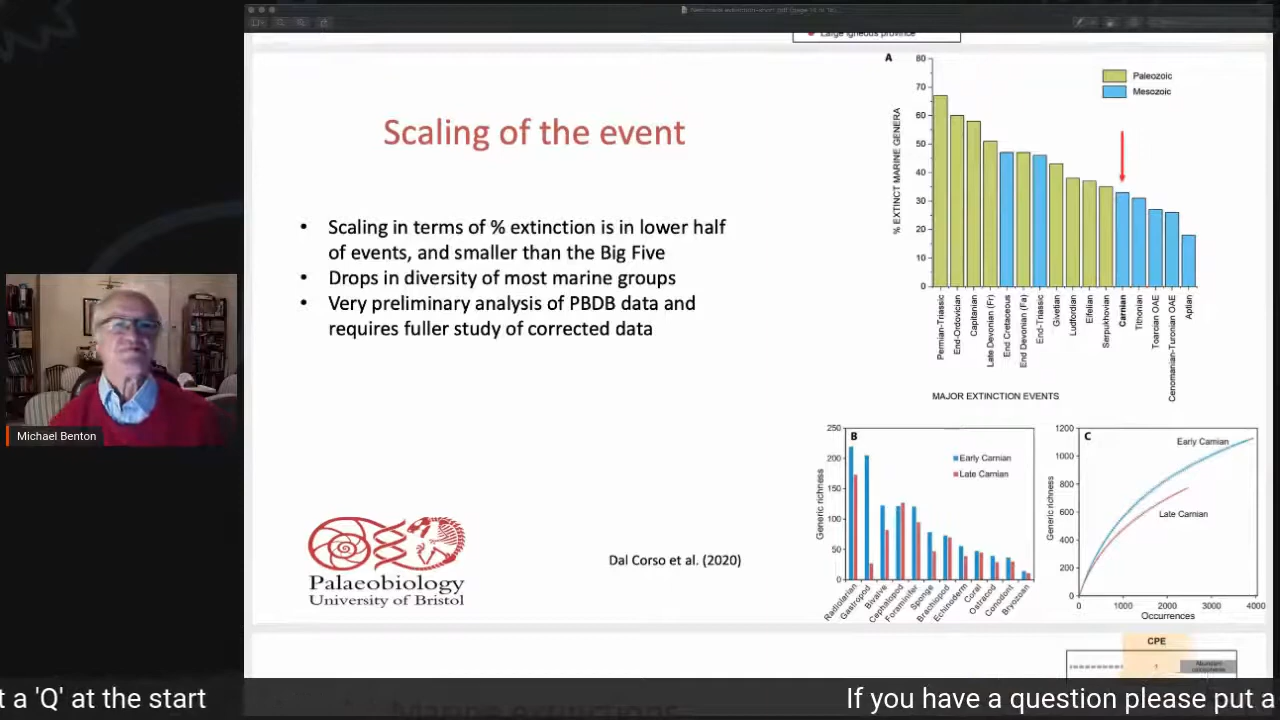 Large igneous province
Scaling of the event
• Scaling in terms of % extinction is in lower half
of events, and smaller than the Big Five
• Drops in diversity of most marine groups
• Very preliminary analysis of PBDB data and
requires fuller study of corrected data
Palaeobiology
University of Bristol
Dal Corso et al. (2020)
A
80
70
60
50
40
30
20
10
0
% EXTINCT MARINE GENERA
Paleozoic
Mesozoic
Permian-Triassic
End-Ordovician
Capitanian
Late Devonian (Fr)
End Cretaceous
End Devonian (Fa)
End-Triassic
Givetian
Ludfordian
Eifelian
Serpukhovian
Carnian
Tithonian
Toarcian OAE
Cenomanian-Turonian OAE
Aptian
MAJOR EXTINCTION EVENTS
B
250
200
150
100
50
0
Generic richness
Early Carnian
Late Carnian
Radiolarian
Gastropod
Bivalve
Cephalopod
Foraminifer
Sponge
Brachiopod
Echinoderm
Coral
Ostracod
Conodont
Bryozoan
C
1200
1000
800
600
400
200
0
Generic richness
Early Carnian
Late Carnian
0 1000 2000 3000 4000
Occurrences
CPE
Michael Benton
t a 'Q' at the start
If you have a question please put a